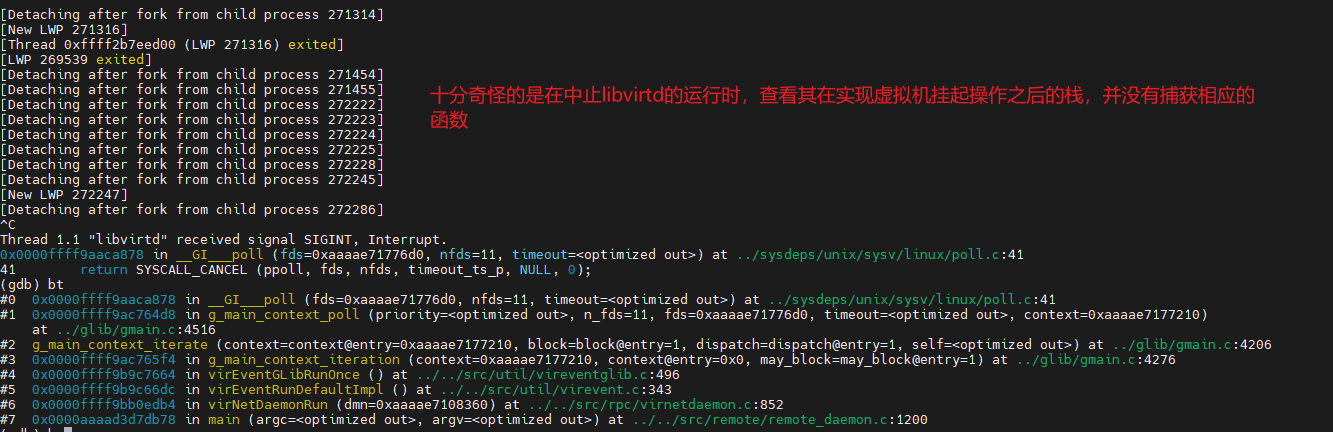 [Detaching after fork from child process 271314]
[New LWP 271316]
[Thread 0xffff2b7eed00 (LWP 271316) exited]
[LWP 269539 exited]
[Detaching after fork from child process 271454]
[Detaching after fork from child process 271455]
十分奇怪的是在中止libvirtd的运行时，查看其在实现虚拟机挂起操作之后的栈，并没有捕获相应的
函数
[Detaching after fork from child process 272222]
[Detaching after fork from child process 272223]
[Detaching after fork from child process 272224]
[Detaching after fork from child process 272225]
[Detaching after fork from child process 272228]
[Detaching after fork from child process 272245]
[New LWP 272247]
[Detaching after fork from child process 272286]
^C
Thread 1.1 "libvirtd" received signal SIGINT, Interrupt.
0x0000ffff9aaca878 in __GI___poll (fds=0xaaaae71776d0, nfds=11, timeout=<optimized out>) at ../sysdeps/unix/sysv/linux/poll.c:41
41        return SYSCALL_CANCEL (ppoll, fds, nfds, timeout_ts_p, NULL, 0);
(gdb) bt
#0  0x0000ffff9aaca878 in __GI___poll (fds=0xaaaae71776d0, nfds=11, timeout=<optimized out>) at ../sysdeps/unix/sysv/linux/poll.c:41
#1  0x0000ffff9ac764d8 in g_main_context_poll (priority=<optimized out>, n_fds=11, fds=0xaaaae71776d0, timeout=<optimized out>, context=0xaaaae7177210)
    at ../glib/gmain.c:4516
#2  g_main_context_iterate (context=context@entry=0xaaaae7177210, block=block@entry=1, dispatch=dispatch@entry=1, self=<optimized out>) at ../glib/gmain.c:4206
#3  0x0000ffff9ac765f4 in g_main_context_iteration (context=0xaaaae7177210, context@entry=0x0, may_block=may_block@entry=1) at ../glib/gmain.c:4276
#4  0x0000ffff9b9c7664 in virEventGLibRunOnce () at ../../src/util/vireventglib.c:496
#5  0x0000ffff9b9c66dc in virEventRunDefaultImpl () at ../../src/util/virevent.c:343
#6  0x0000ffff9bb0edb4 in virNetDaemonRun (dmn=0xaaaae7108360) at ../../src/rpc/virnetdaemon.c:852
#7  0x0000aaaad3d7db78 in main (argc=<optimized out>, argv=<optimized out>) at ../../src/remote/remote_daemon.c:1200